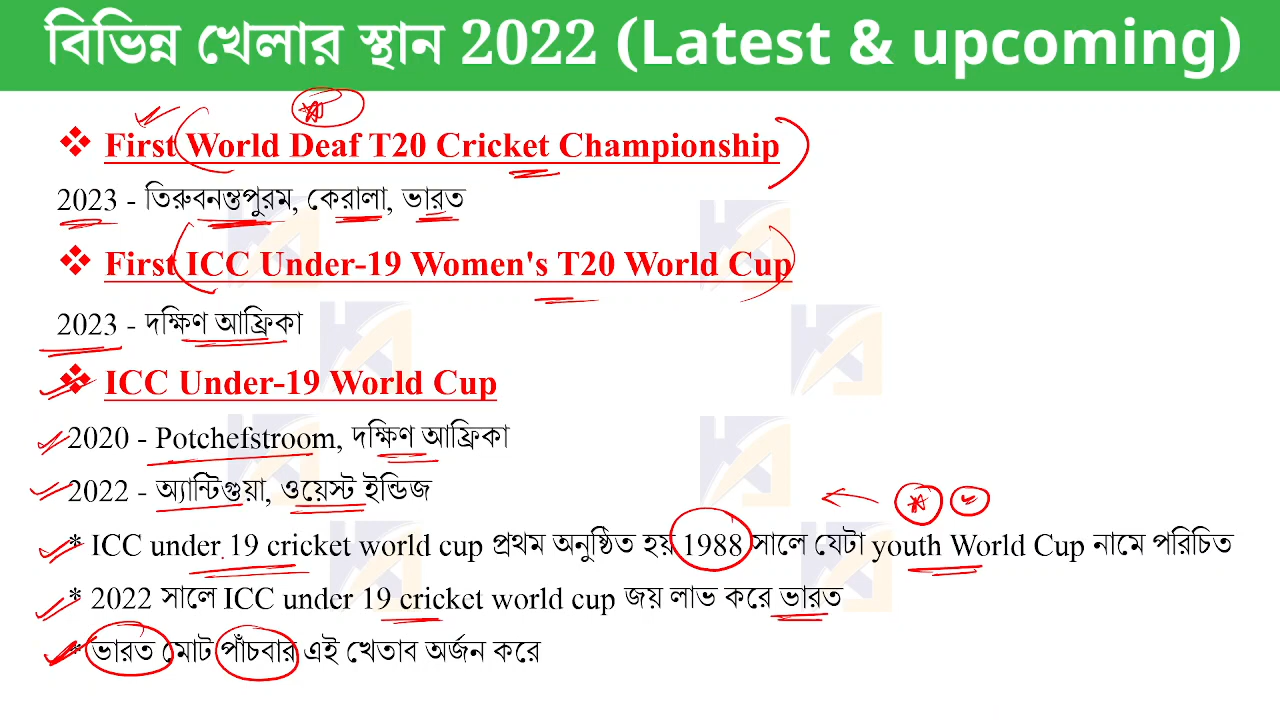 বিভিন্ন খেলার স্থান 2022 (Latest & upcoming)
❖ First World Deaf T20 Cricket Championship
2023 - তিরুবনন্তপুরম, কেরালা, ভারত
❖ First ICC Under-19 Women's T20 World Cup
2023 - দক্ষিণ আফ্রিকা
❖ ICC Under-19 World Cup
2020 - Potchefstroom, দক্ষিণ আফ্রিকা
2022 - অ্যান্টিগুয়া, ওয়েস্ট ইন্ডিজ
* ICC under 19 cricket world cup প্রথম অনুষ্ঠিত হয় 1988 সালে যেটা youth World Cup নামে পরিচিত
* 2022 সালে ICC under 19 cricket world cup জয় লাভ করে ভারত
* ভারত মোট পাঁচবার এই খেতাব অর্জন করে